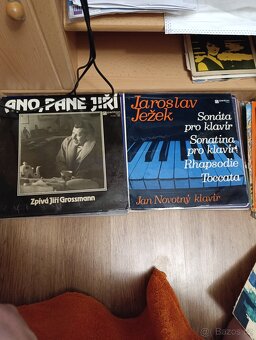 ANO, PANE JIŘÍ
Zpívá Jiří Grossmann
Jaroslav
Ježek
Sonáta
pro klavír
Sonatina
pro klavír
Rhapsodie
Toccata
Jan Novotný klavír